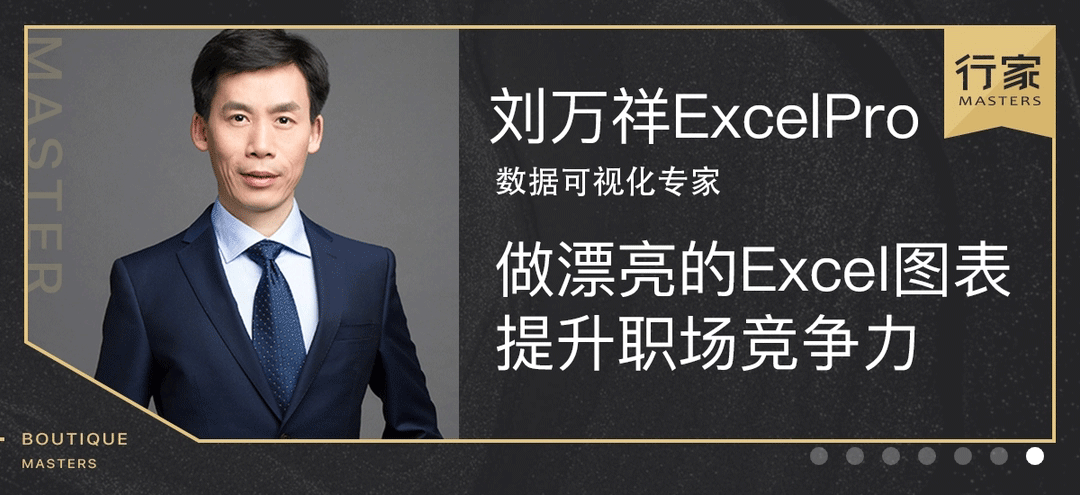 MASTER
刘万祥ExcelPro
行家
MASTERS
数据可视化专家
做漂亮的Excel图表
提升职场竞争力
BOUTIQUE
MASTERS